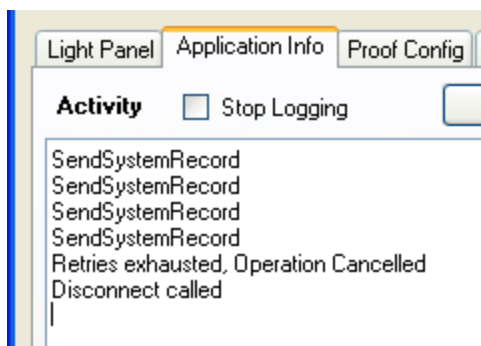 Light Panel Application Info Proof Config
Activity Stop Logging
SendSystemRecord
SendSystemRecord
SendSystemRecord
SendSystemRecord
Retries exhausted, Operation Cancelled
Disconnect called